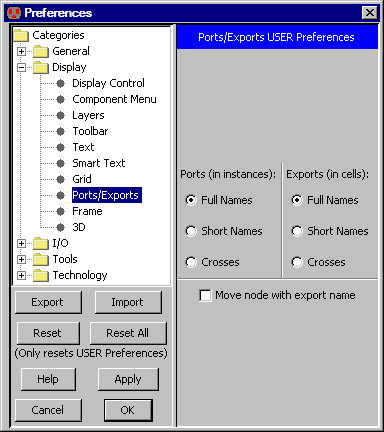 Preferences
Categories
General
Display
Display Control
Component Menu
Layers
Toolbar
Text
Smart Text
Grid
Ports/Exports
Frame
3D
I/O
Tools
Technology
Export Import
Reset Reset All
(Only resets USER Preferences)
Help Apply
Cancel OK
Ports/Exports USER Preferences
Ports (in instances): Exports (in cells):
Full Names Full Names
Short Names Short Names
Crosses Crosses
Move node with export name